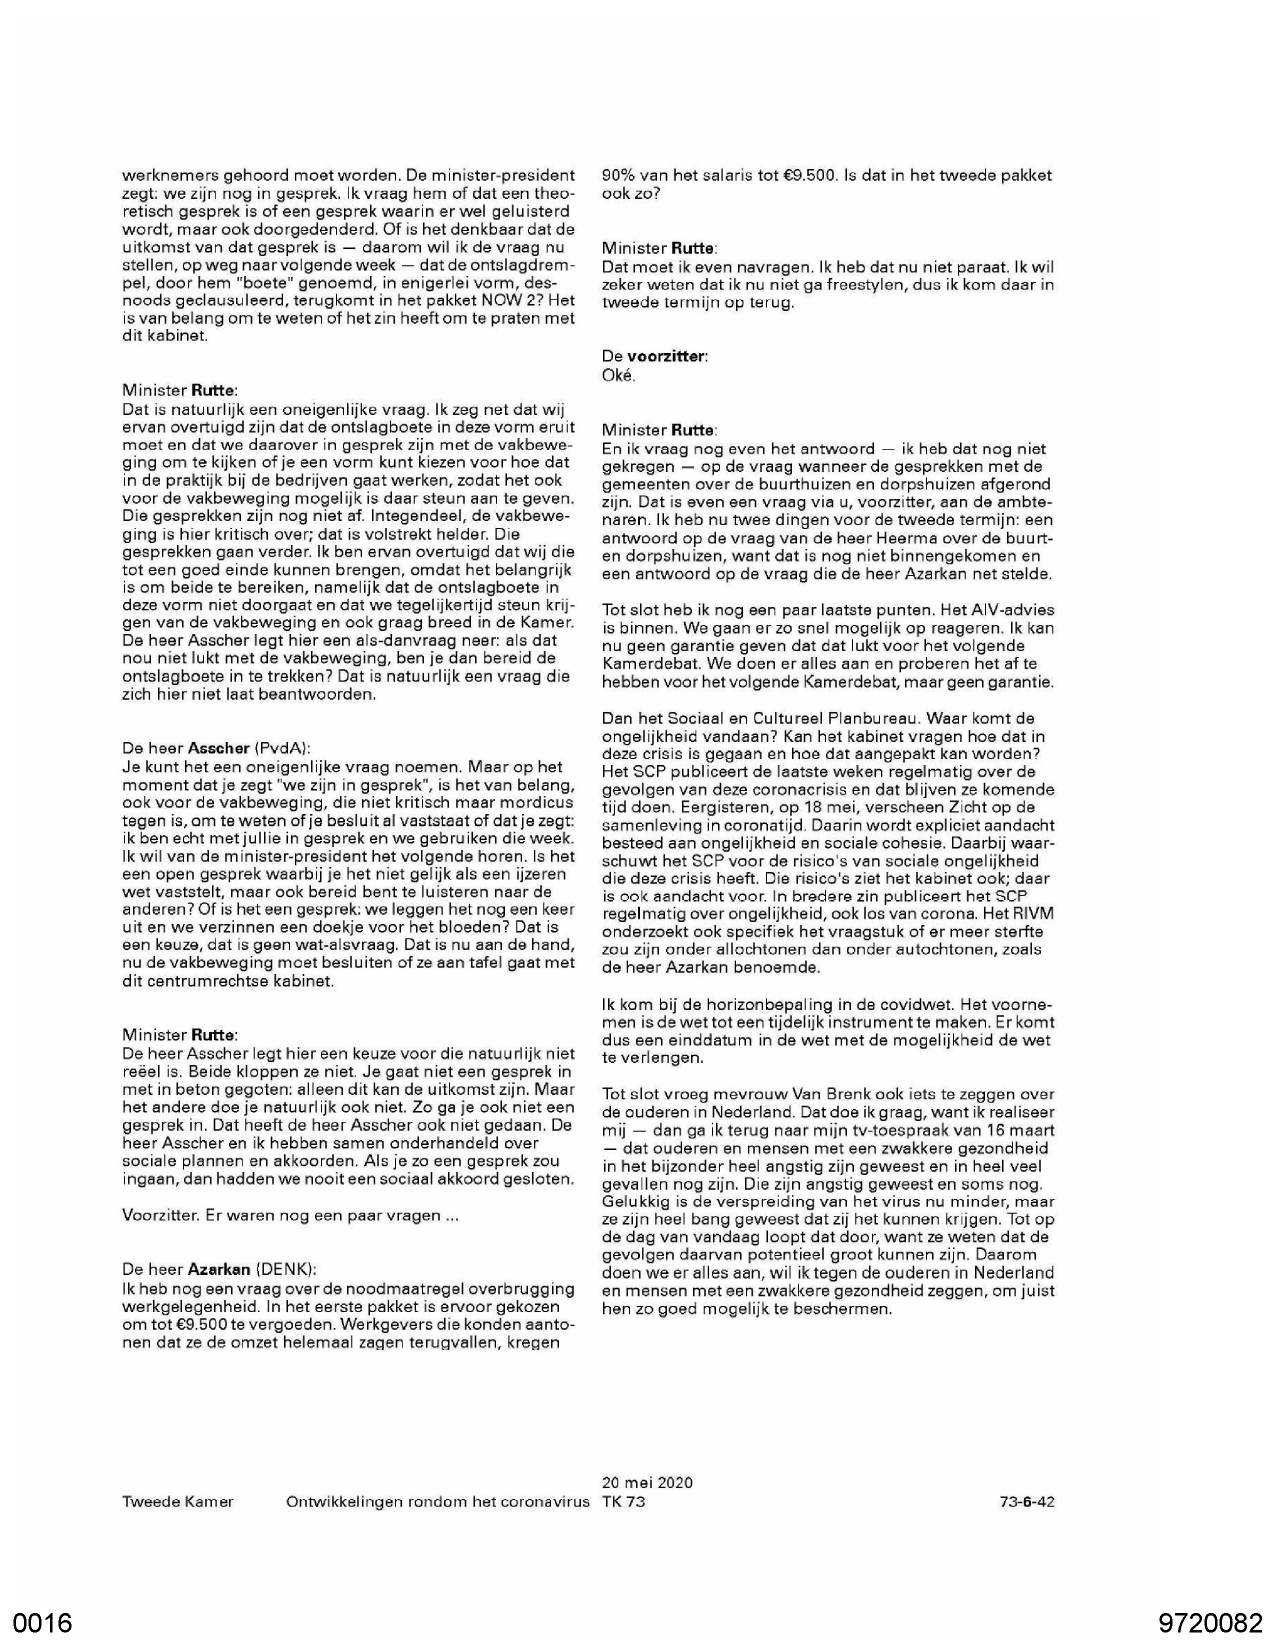 werknemers gehoord moet worden. De minister-president
zegt: we zijn nog in gesprek. Ik vraag hem of dat een theo-
retisch gesprek is of een gesprek waarin er wel geluisterd
wordt, maar ook doorgedenderd. Of is het denkbaar dat de
uitkomst van dat gesprek is — daarom wil ik de vraag nu
stellen, op weg naar volgende week — dat de ontslagdrem-
pel, door hem "boete" genoemd, in enigerlei vorm, des-
noods geclausuleerd, terugkomt in het pakket NOW 2? Het
is van belang om te weten of het zin heeft om te praten met
dit kabinet.
Minister Rutte:
Dat is natuurlijk een oneigenlijke vraag. Ik zeg net dat wij
ervan overtuigd zijn dat de ontslagboete in deze vorm eruit
moet en dat we daarover in gesprek zijn met de vakbewe-
ging om te kijken of je een vorm kunt kiezen voor hoe dat
in de praktijk bij de bedrijven gaat werken, zodat het ook
voor de vakbeweging mogelijk is daar steun aan te geven.
Die gesprekken zijn nog niet af. Integendeel, de vakbewe-
ging is hier kritisch over; dat is volstrekt helder. Die
gesprekken gaan verder. Ik ben ervan overtuigd dat wij die
tot een goed einde kunnen brengen, omdat het belangrijk
is om beide te bereiken, namelijk dat de ontslagboete in
deze vorm niet doorgaat en dat we tegelijkertijd steun krij-
gen van de vakbeweging en ook graag breed in de Kamer.
De heer Asscher legt hier een als-danvraag neer: als dat
nou niet lukt met de vakbeweging, ben je dan bereid de
ontslagboete in te trekken? Dat is natuurlijk een vraag die
zich hier niet laat beantwoorden.
De heer Asscher (PvdA):
Je kunt het een oneigenlijke vraag noemen. Maar op het
moment dat je zegt "we zijn in gesprek", is het van belang,
ook voor de vakbeweging, die niet kritisch maar mordicus
tegen is, om te weten of je besluit al vaststaat of dat je zegt:
ik ben echt met jullie in gesprek en we gebruiken die week.
Ik wil van de minister-president het volgende horen. Is het
een open gesprek waarbij je het niet gelijk als een ijzeren
wet vaststelt, maar ook bereid bent te luisteren naar de
anderen? Of is het een gesprek: we leggen het nog een keer
uit en we verzinnen een doekje voor het bloeden? Dat is
een keuze, dat is geen wat-alsvraag. Dat is nu aan de hand,
nu de vakbeweging moet besluiten of ze aan tafel gaat met
dit centrumrechtse kabinet.
Minister Rutte:
De heer Asscher legt hier een keuze voor die natuurlijk niet
reëel is. Beide kloppen ze niet. Je gaat niet een gesprek in
met in beton gegoten: alleen dit kan de uitkomst zijn. Maar
het andere doe je natuurlijk ook niet. Zo ga je ook niet een
gesprek in. Dat heeft de heer Asscher ook niet gedaan. De
heer Asscher en ik hebben samen onderhandeld over
sociale plannen en akkoorden. Als je zo een gesprek zou
ingaan, dan hadden we nooit een sociaal akkoord gesloten.
Voorzitter. Er waren nog een paar vragen ...
De heer Azarkan (DENK):
Ik heb nog een vraag over de noodmaatregel overbrugging
werkgelegenheid. In het eerste pakket is ervoor gekozen
om tot €9.500 te vergoeden. Werkgevers die konden aanto-
nen dat ze de omzet helemaal zagen terugvallen, kregen
90% van het salaris tot €9.500. Is dat in het tweede pakket
ook zo?
Minister Rutte:
Dat moet ik even navragen. Ik heb dat nu niet paraat. Ik wil
zeker weten dat ik nu niet ga freestylen, dus ik kom daar in
tweede termijn op terug.
De voorzitter:
Oké.
Minister Rutte:
En ik vraag nog even het antwoord — ik heb dat nog niet
gekregen — op de vraag wanneer de gesprekken met de
gemeenten over de buurthuizen en dorpshuizen afgerond
zijn. Dat is even een vraag via u, voorzitter, aan de ambte-
naren. Ik heb nu twee dingen voor de tweede termijn: een
antwoord op de vraag van de heer Heerma over de buurt-
en dorpshuizen, want dat is nog niet binnengekomen en
een antwoord op de vraag die de heer Azarkan net stelde.
Tot slot heb ik nog een paar laatste punten. Het AIV-advies
is binnen. We gaan er zo snel mogelijk op reageren. Ik kan
nu geen garantie geven dat dat lukt voor het volgende
Kamerdebat. We doen er alles aan en proberen het af te
hebben voor het volgende Kamerdebat, maar geen garantie.
Dan het Sociaal en Cultureel Planbureau. Waar komt de
ongelijkheid vandaan? Kan het kabinet vragen hoe dat in
deze crisis is gegaan en hoe dat aangepakt kan worden?
Het SCP publiceert de laatste weken regelmatig over de
gevolgen van deze coronacrisis en dat blijven ze komende
tijd doen. Eergisteren, op 18 mei, verscheen Zicht op de
samenleving in coronatijd. Daarin wordt expliciet aandacht
besteed aan ongelijkheid en sociale cohesie. Daarbij waar-
schuwt het SCP voor de risico's van sociale ongelijkheid
die deze crisis heeft. Die risico's ziet het kabinet ook; daar
is ook aandacht voor. In bredere zin publiceert het SCP
regelmatig over ongelijkheid, ook los van corona. Het RIVM
onderzoekt ook specifiek het vraagstuk of er meer sterfte
zou zijn onder allochtonen dan onder autochtonen, zoals
de heer Azarkan benoemde.
Ik kom bij de horizonbepaling in de covidwet. Het voorne-
men is de wet tot een tijdelijk instrument te maken. Er komt
dus een einddatum in de wet met de mogelijkheid de wet
te verlengen.
Tot slot vroeg mevrouw Van Brenk ook iets te zeggen over
de ouderen in Nederland. Dat doe ik graag, want ik realiseer
mij — dan ga ik terug naar mijn tv-toespraak van 16 maart
— dat ouderen en mensen met een zwakkere gezondheid
in het bijzonder heel angstig zijn geweest en in heel veel
gevallen nog zijn. Die zijn angstig geweest en soms nog.
Gelukkig is de verspreiding van het virus nu minder, maar
ze zijn heel bang geweest dat zij het kunnen krijgen. Tot op
de dag van vandaag loopt dat door, want ze weten dat de
gevolgen daarvan potentieel groot kunnen zijn. Daarom
doen we er alles aan, wil ik tegen de ouderen in Nederland
en mensen met een zwakkere gezondheid zeggen, om juist
hen zo goed mogelijk te beschermen.
20 mei 2020
Tweede Kamer Ontwikkelingen rondom het coronavirus TK 73 73-6-42
0016 9720082